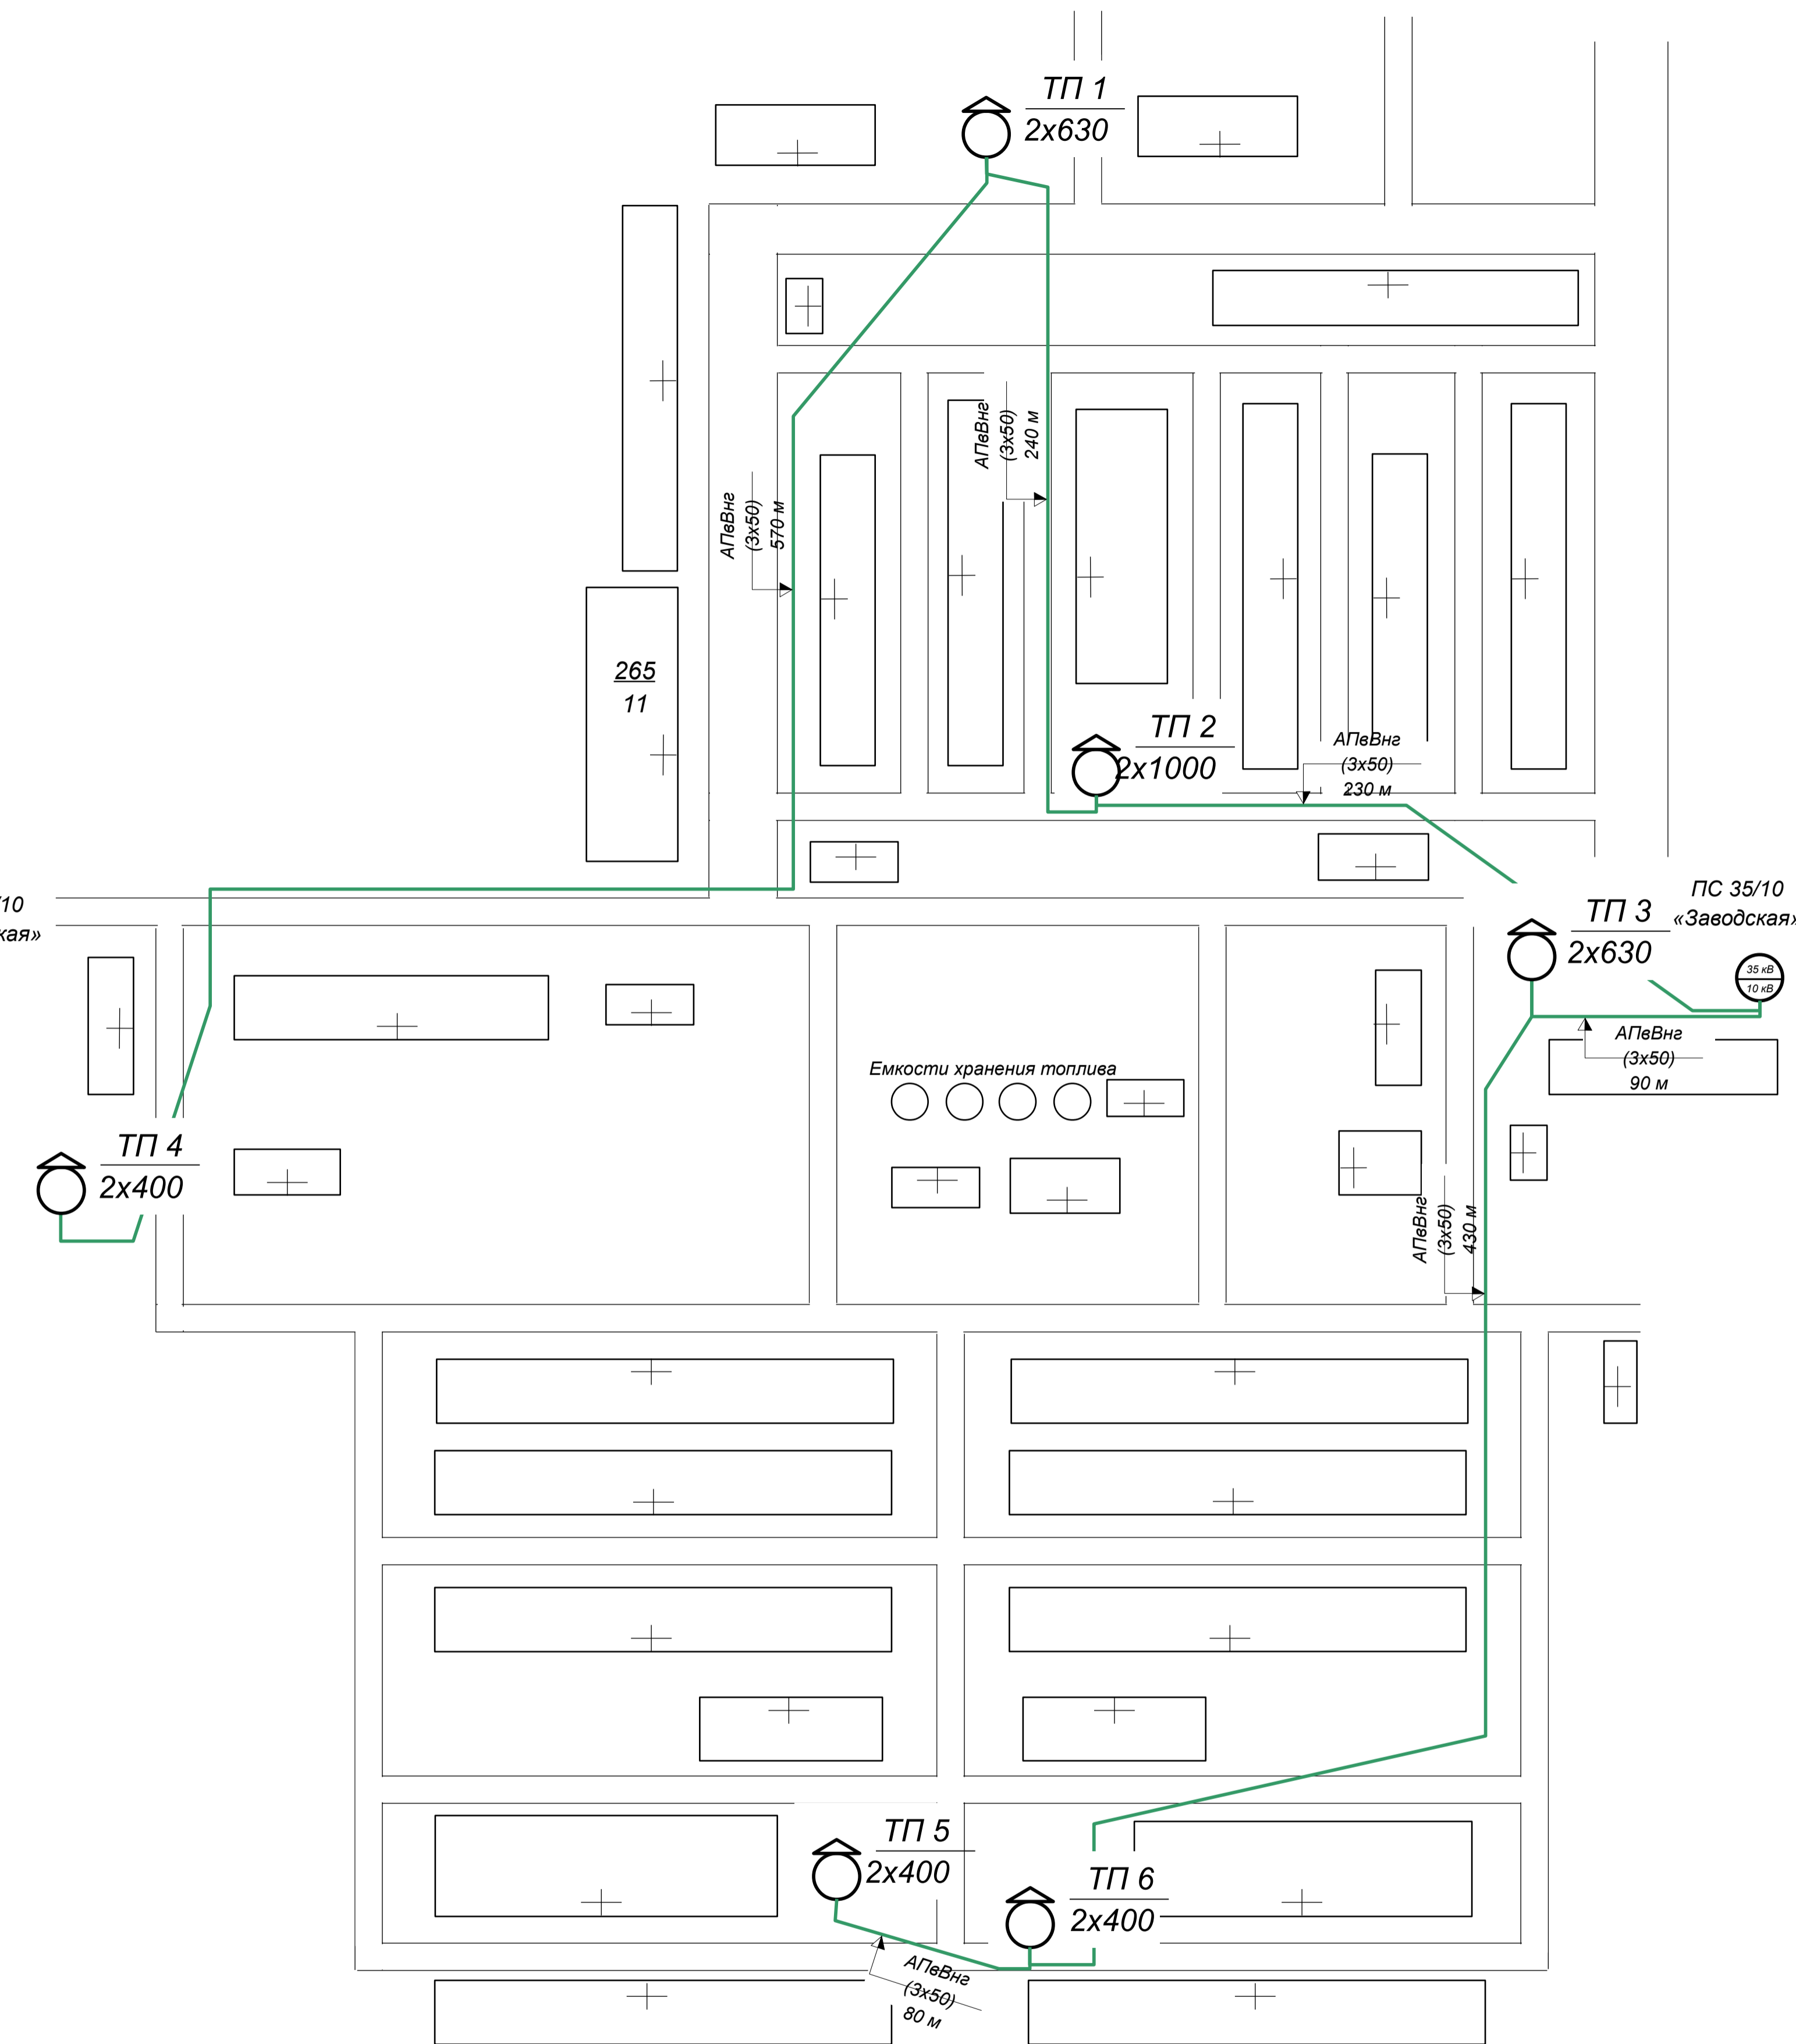 ТП 1
2х630
АПвВнг
(3х50)
240 м
АПвВнг
(3х50)
570 м
265
11
ТП 2
2х1000
АПвВнг
(3х50)
230 м
/10
кая»
ПС 35/10
«Заводская»
ТП 3
2х630
35 кВ
10 кВ
АПвВнг
(3х50)
90 м
Емкости хранения топлива
ТП 4
2х400
АПвВнг
(3х50)
430 м
ТП 5
2х400
ТП 6
2х400
АПвВнг
(3х50)
80 м